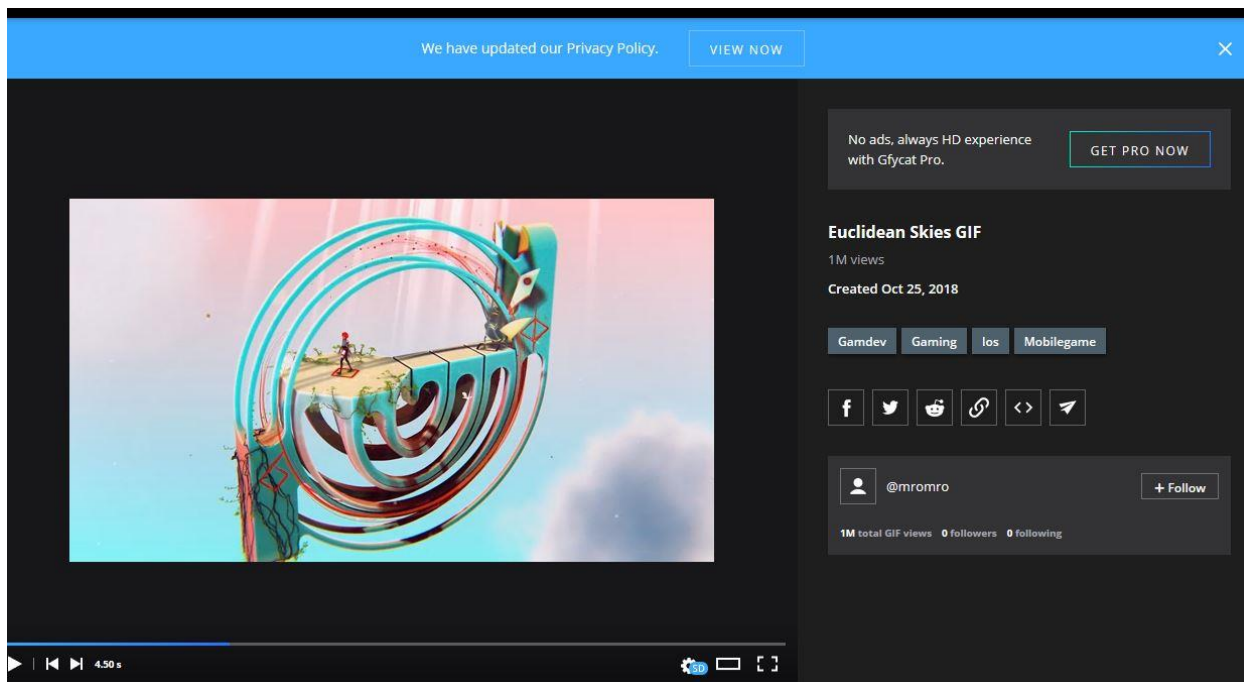 We have updated our Privacy Policy.
VIEW NOW
No ads, always HD experience
with Gfycat Pro.
GET PRO NOW
Euclidean Skies GIF
1M views
Created Oct 25, 2018
Gamdev Gaming Ios Mobilegame
@mromro
+ Follow
1M total GIF views 0 followers 0 following
4.50 s
SD